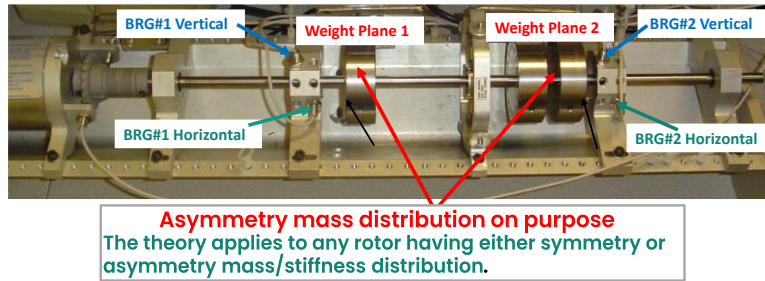 BRG#1 Vertical
Weight Plane 1
Weight Plane 2
BRG#2 Vertical
BRG#1 Horizontal
BRG#2 Horizontal
Asymmetry mass distribution on purpose
The theory applies to any rotor having either symmetry or
asymmetry mass/stiffness distribution.